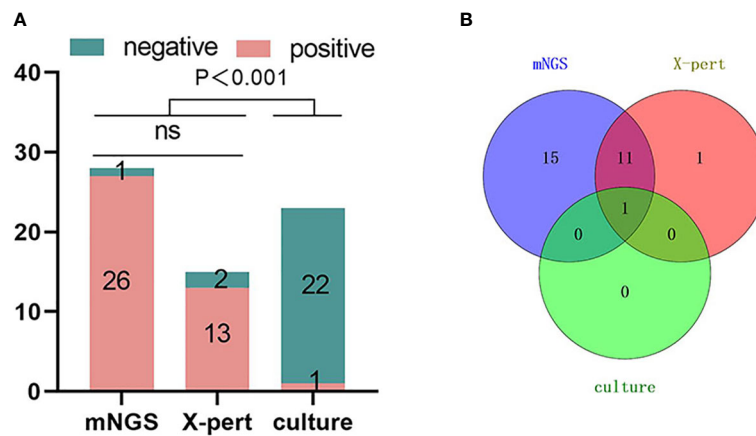 A
negative positive
P＜0.001
ns
40
30
20
10
0
1
26
2
13
22
1
mNGS X-pert culture
B
mNGS X-pert
15 11 1
1
0 0
0
culture